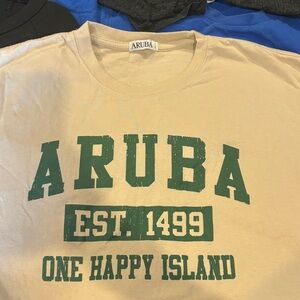 ARUBA
ARUBA
EST. 1499
ONE HAPPY ISLAND